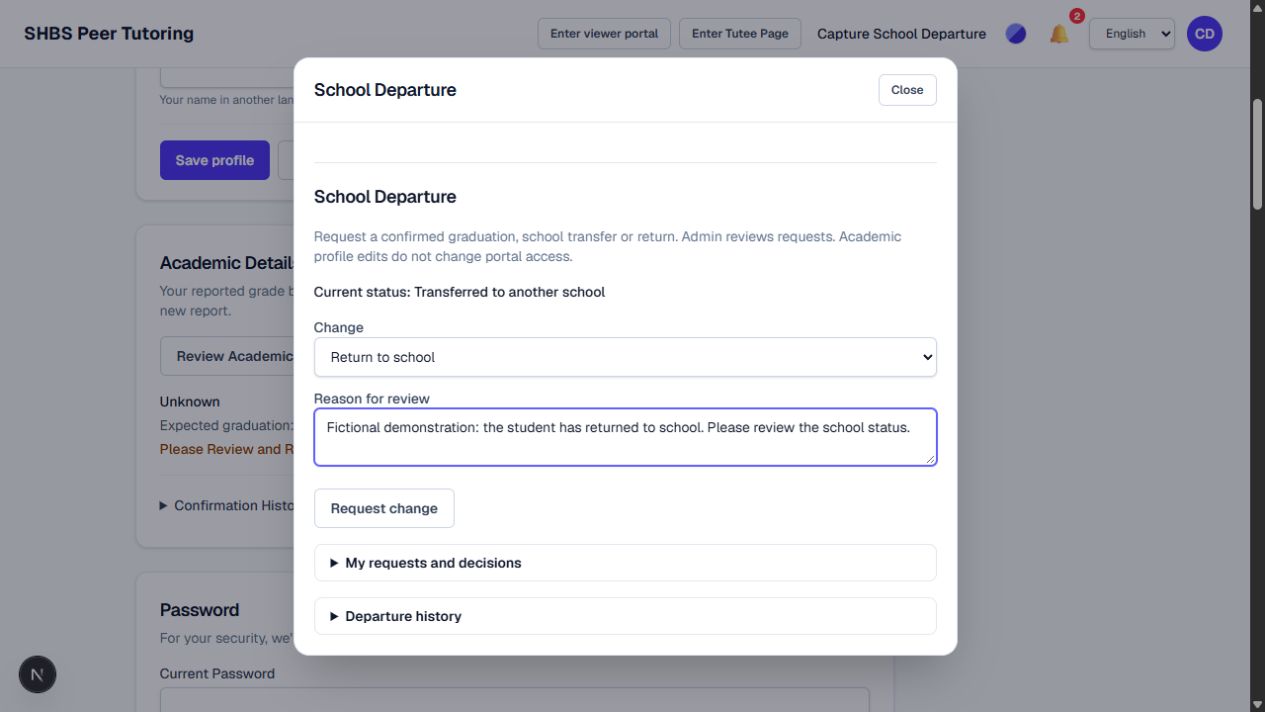 SHBS Peer Tutoring
Enter viewer portal
Enter Tutee Page
Capture School Departure
2
English
CD
Your name in another lan
Save profile
Academic Details
Your reported grade b
new report.
Review Academic
Unknown
Expected graduation:
Please Review and R
Confirmation Histo
Password
For your security, we'
Current Password
N
School Departure
Close
School Departure
Request a confirmed graduation, school transfer or return. Admin reviews requests. Academic
profile edits do not change portal access.
Current status: Transferred to another school
Change
Return to school
Reason for review
Fictional demonstration: the student has returned to school. Please review the school status.
Request change
My requests and decisions
Departure history